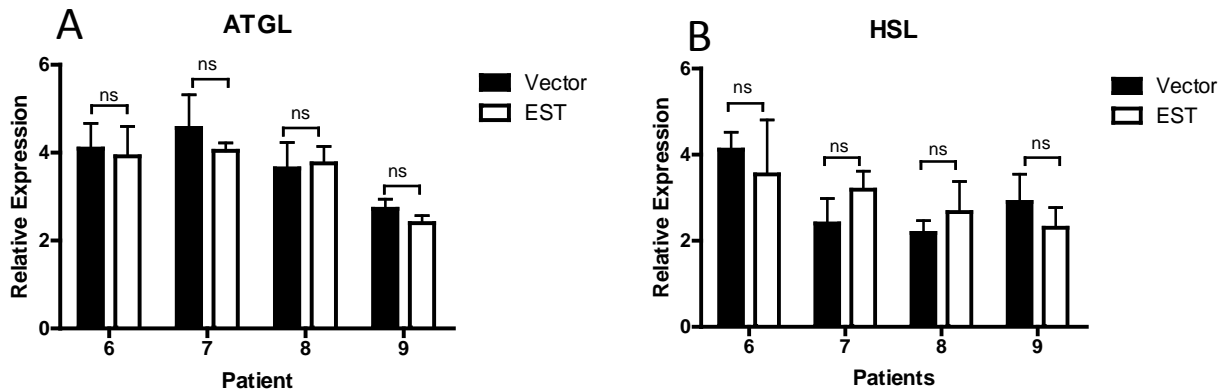 A
ATGL
Relative Expression
6
4
2
0
ns
ns
ns
ns
6
7
8
9
Patient
Vector
EST
B
HSL
Relative Expression
6
4
2
0
ns
ns
ns
ns
6
7
8
9
Patients
Vector
EST